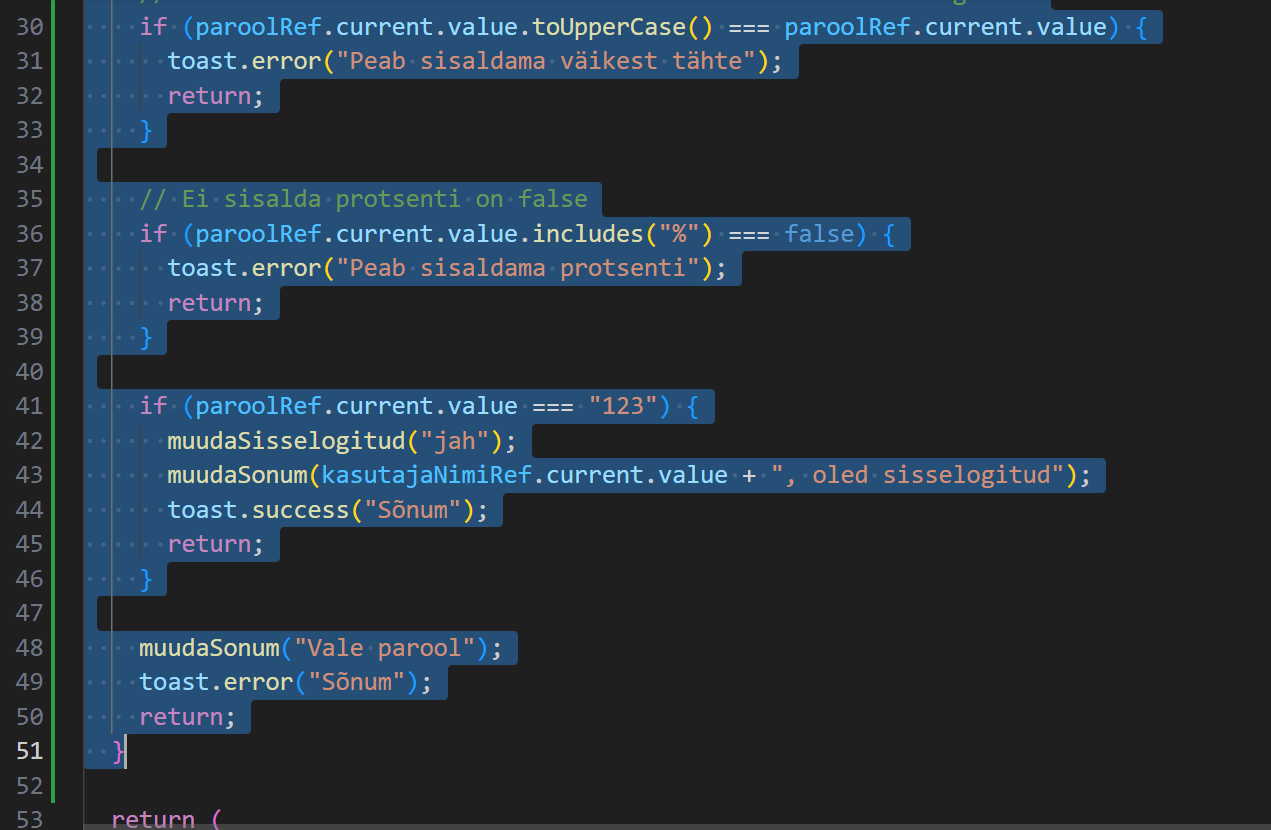 30 if (paroolRef.current.value.toUpperCase() === paroolRef.current.value) {
31 toast.error("Peab sisaldama väikest tähte");
32 return;
33 }
34
35 // Ei sisalda protsenti on false
36 if (paroolRef.current.value.includes("%") === false) {
37 toast.error("Peab sisaldama protsenti");
38 return;
39 }
40
41 if (paroolRef.current.value === "123") {
42 muudaSisselogitud("jah");
43 muudaSonum(kasutajaNimiRef.current.value + ", oled sisselogitud");
44 toast.success("Sõnum");
45 return;
46 }
47
48 muudaSonum("Vale parool");
49 toast.error("Sõnum");
50 return;
51 }
52
53 return (